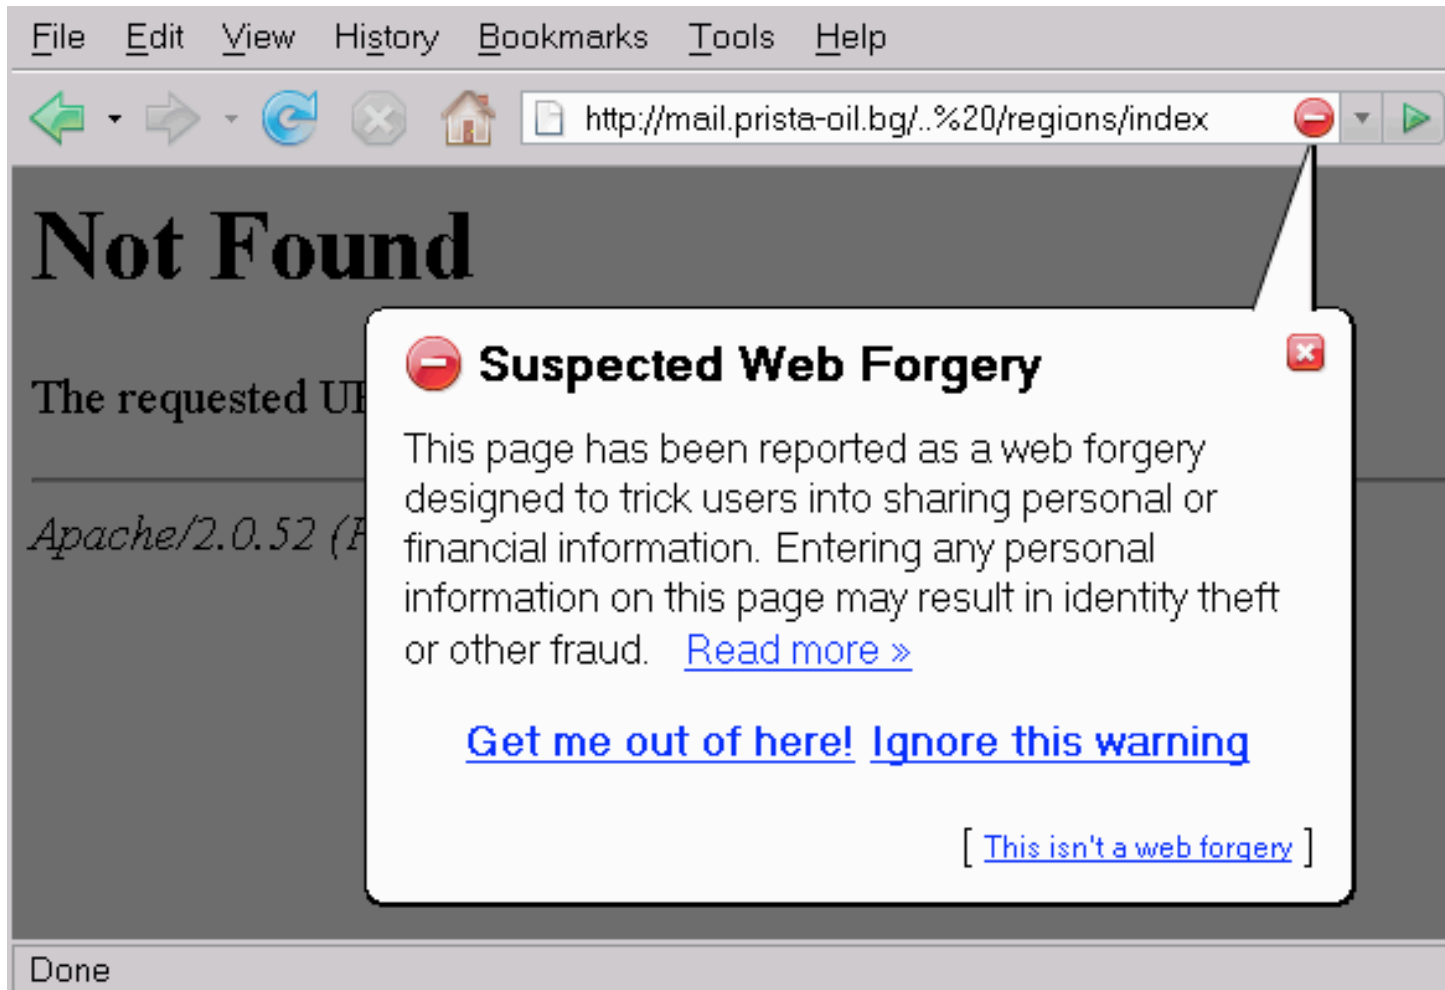 File Edit View History Bookmarks Tools Help
http://mail.prista-oil.bg/..%20/regions/index
Not Found
Suspected Web Forgery
The requested
This page has been reported as a web forgery
designed to trick users into sharing personal or
Apache/2.0.52
financial information. Entering any personal
information on this page may result in identity theft
or other fraud. Read more »
Get me out of here! Ignore this warning
[ This isn't a web forgery ]
Done